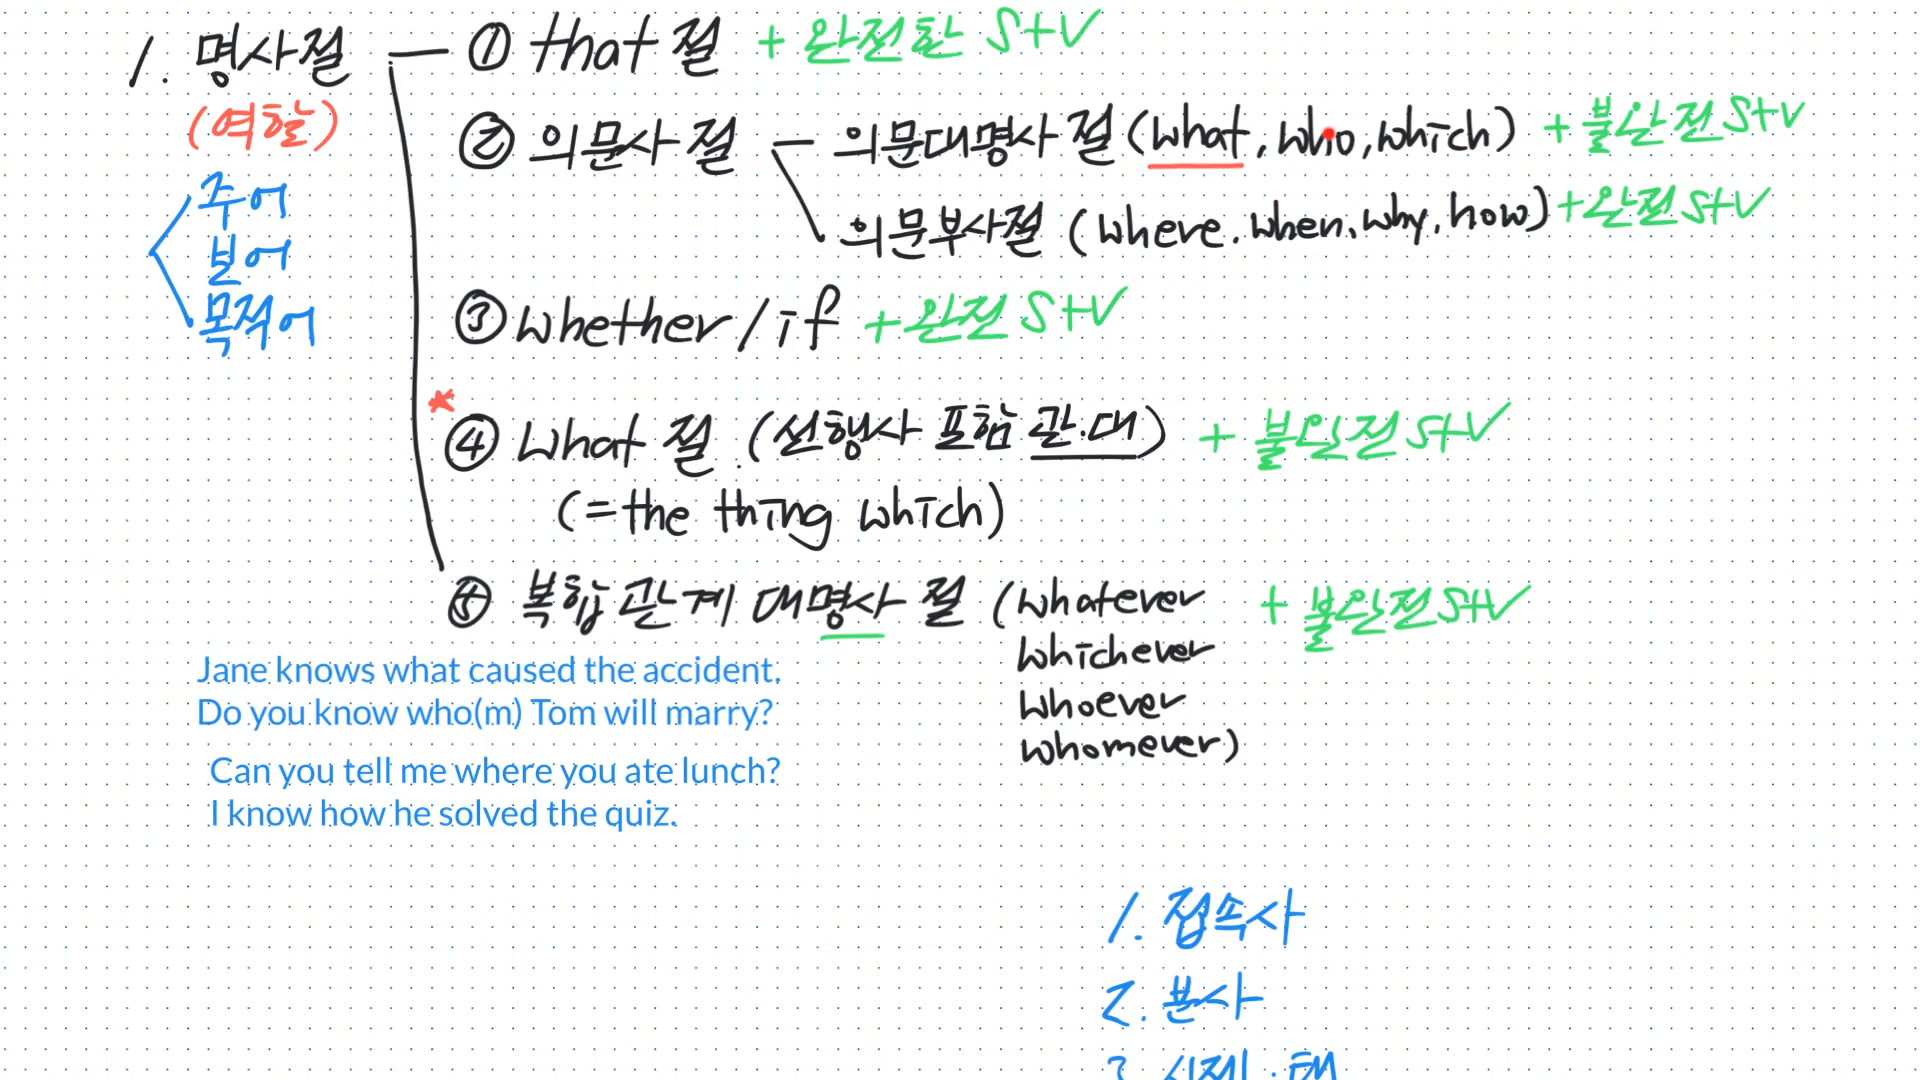 1. 명사절 — ① that 절 + 완전한 S+V
(역할)
주어
보어
목적어
② 의문사 절 — 의문대명사 절 (what, who, which) + 불완전 S+V
의문부사절 (where. when, why, how) + 완전 S+V
③ whether / if + 완전 S+V
④ what 절. (선행사 포함 관.대) + 불완전 S+V
(= the thing which)
⑤ 복합 관계 대명사 절 (whatever + 불완전 S+V
whichever
whoever
whomever)
Jane knows what caused the accident.
Do you know who(m) Tom will marry?
Can you tell me where you ate lunch?
I know how he solved the quiz.
1. 접속사
2. 분사